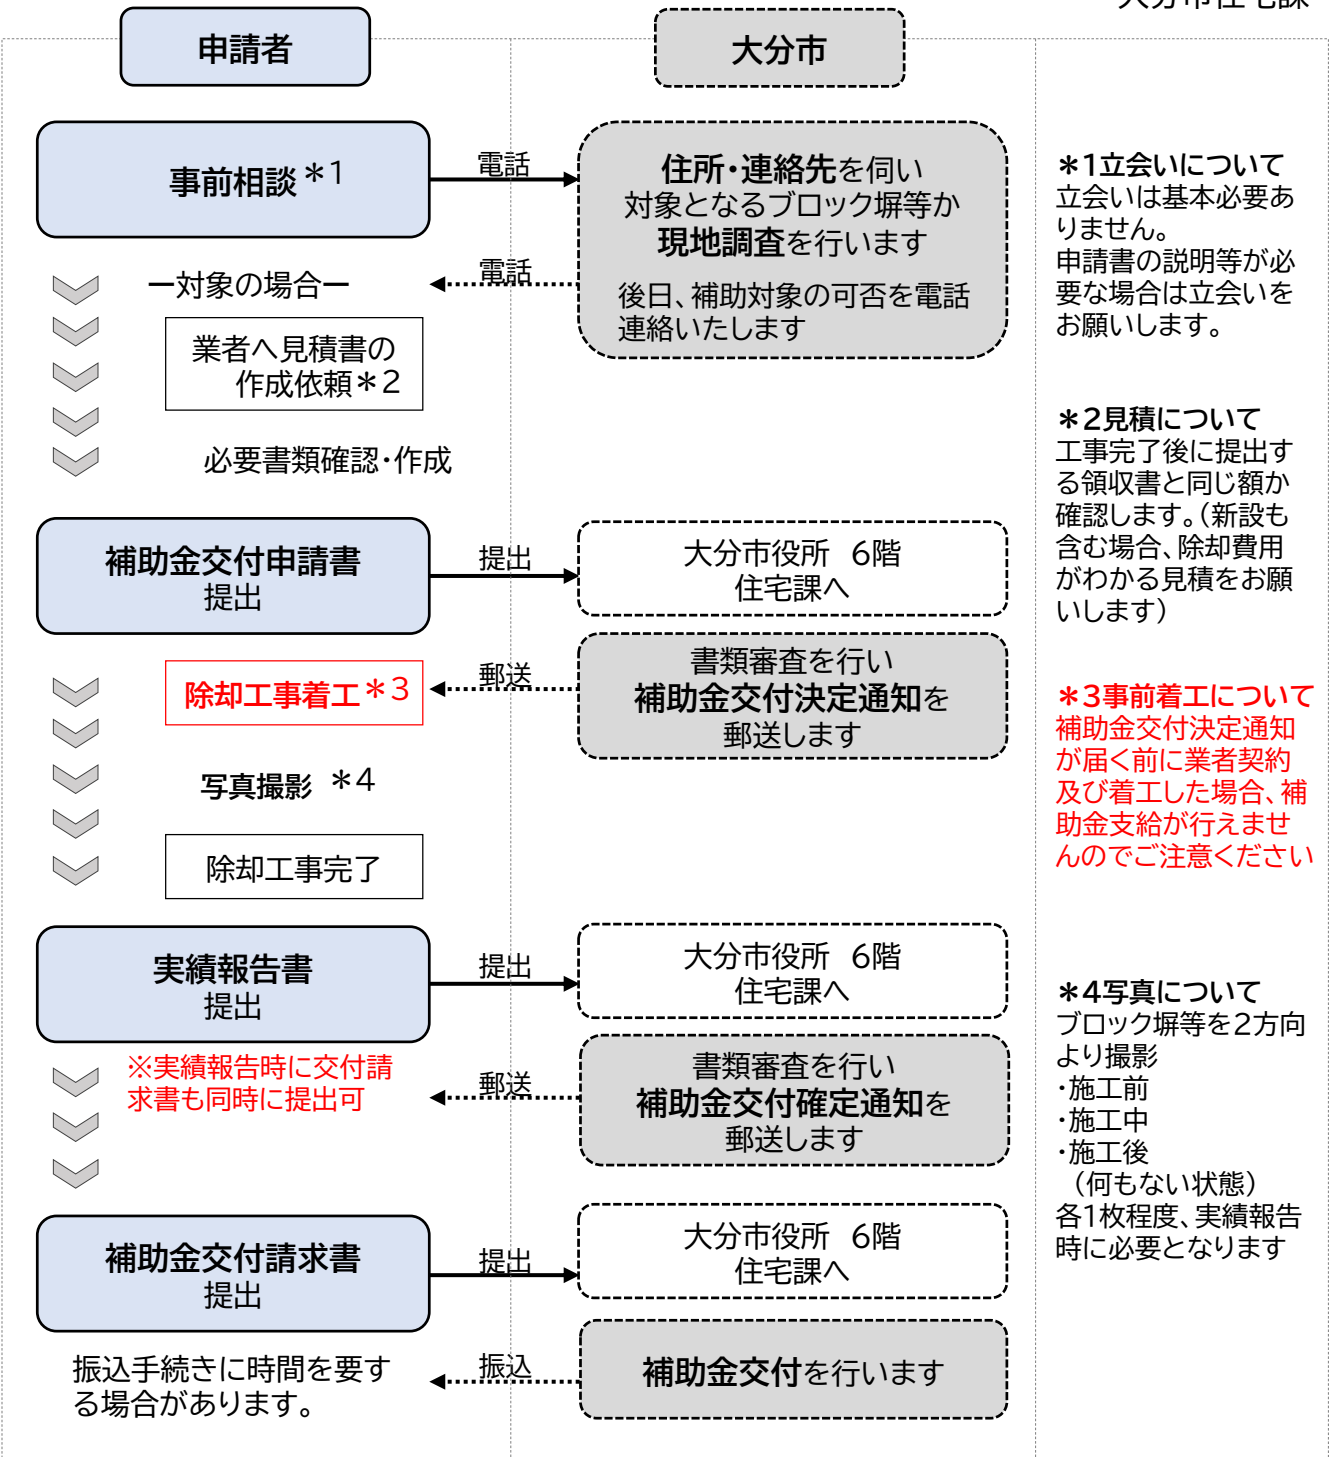 大分市住宅課
申請者
大分市
事前相談＊1
電話
住所・連絡先を伺い
対象となるブロック塀等か
現地調査を行います
後日、補助対象の可否を電話
連絡いたします
電話
ー対象の場合ー
業者へ見積書の
作成依頼＊2
必要書類確認・作成
補助金交付申請書
提出
提出
大分市役所 6階
住宅課へ
書類審査を行い
補助金交付決定通知を
郵送します
郵送
除却工事着工＊3
写真撮影 ＊4
除却工事完了
実績報告書
提出
提出
大分市役所 6階
住宅課へ
※実績報告時に交付請
求書も同時に提出可
郵送
書類審査を行い
補助金交付確定通知を
郵送します
補助金交付請求書
提出
提出
大分市役所 6階
住宅課へ
振込手続きに時間を要す
る場合があります。
振込
補助金交付を行います
＊1立会いについて
立会いは基本必要あ
りません。
申請書の説明等が必
要な場合は立会いを
お願いします。
＊2見積について
工事完了後に提出す
る領収書と同じ額か
確認します。（新設も
含む場合、除却費用
がわかる見積をお願
いします）
＊3事前着工について
補助金交付決定通知
が届く前に業者契約
及び着工した場合、補
助金支給が行えませ
んのでご注意ください
＊4写真について
ブロック塀等を2方向
より撮影
・施工前
・施工中
・施工後
（何もない状態）
各1枚程度、実績報告
時に必要となります